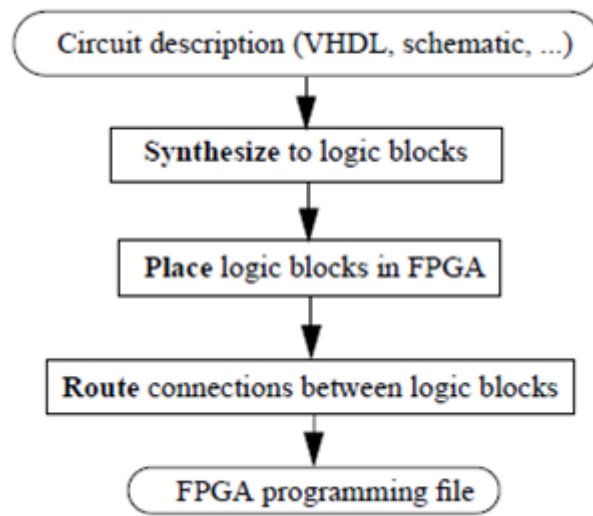 Circuit description (VHDL, schematic, ...)
Synthesize to logic blocks
Place logic blocks in FPGA
Route connections between logic blocks
FPGA programming file